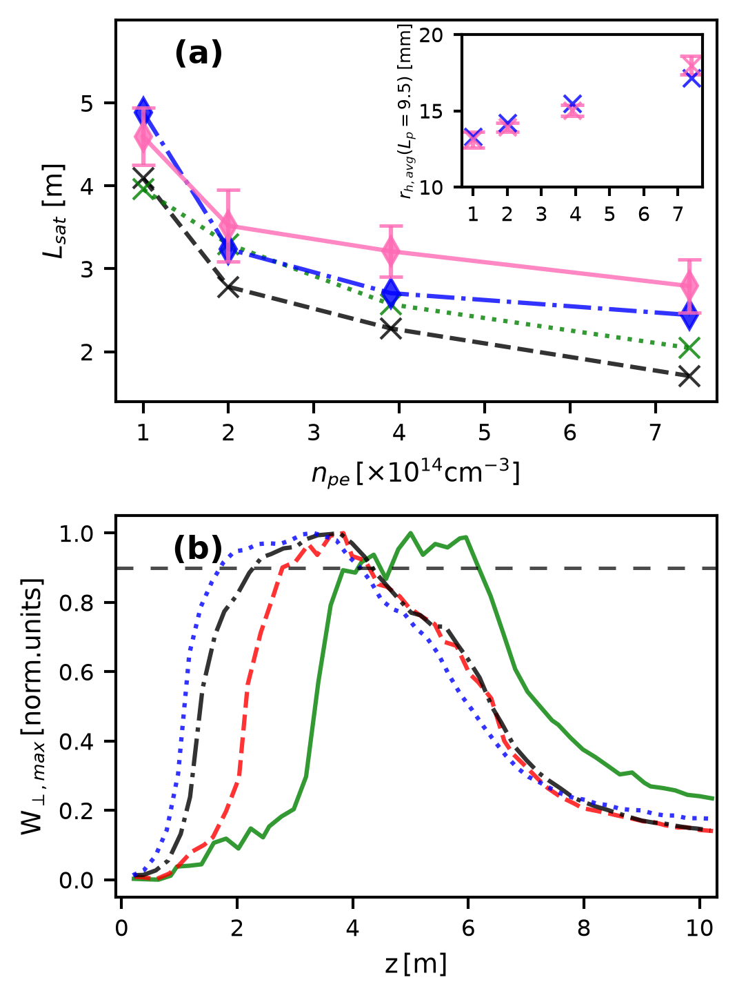 (a)
5
4
3
2
L_sat [m]
1 2 3 4 5 6 7
n_pe [×10^14 cm^−3]
r_h,avg(L_p = 9.5) [mm]
20
15
10
1 2 3 4 5 6 7
(b)
1.0
0.8
0.6
0.4
0.2
0.0
W_⊥,max [norm.units]
0 2 4 6 8 10
z [m]